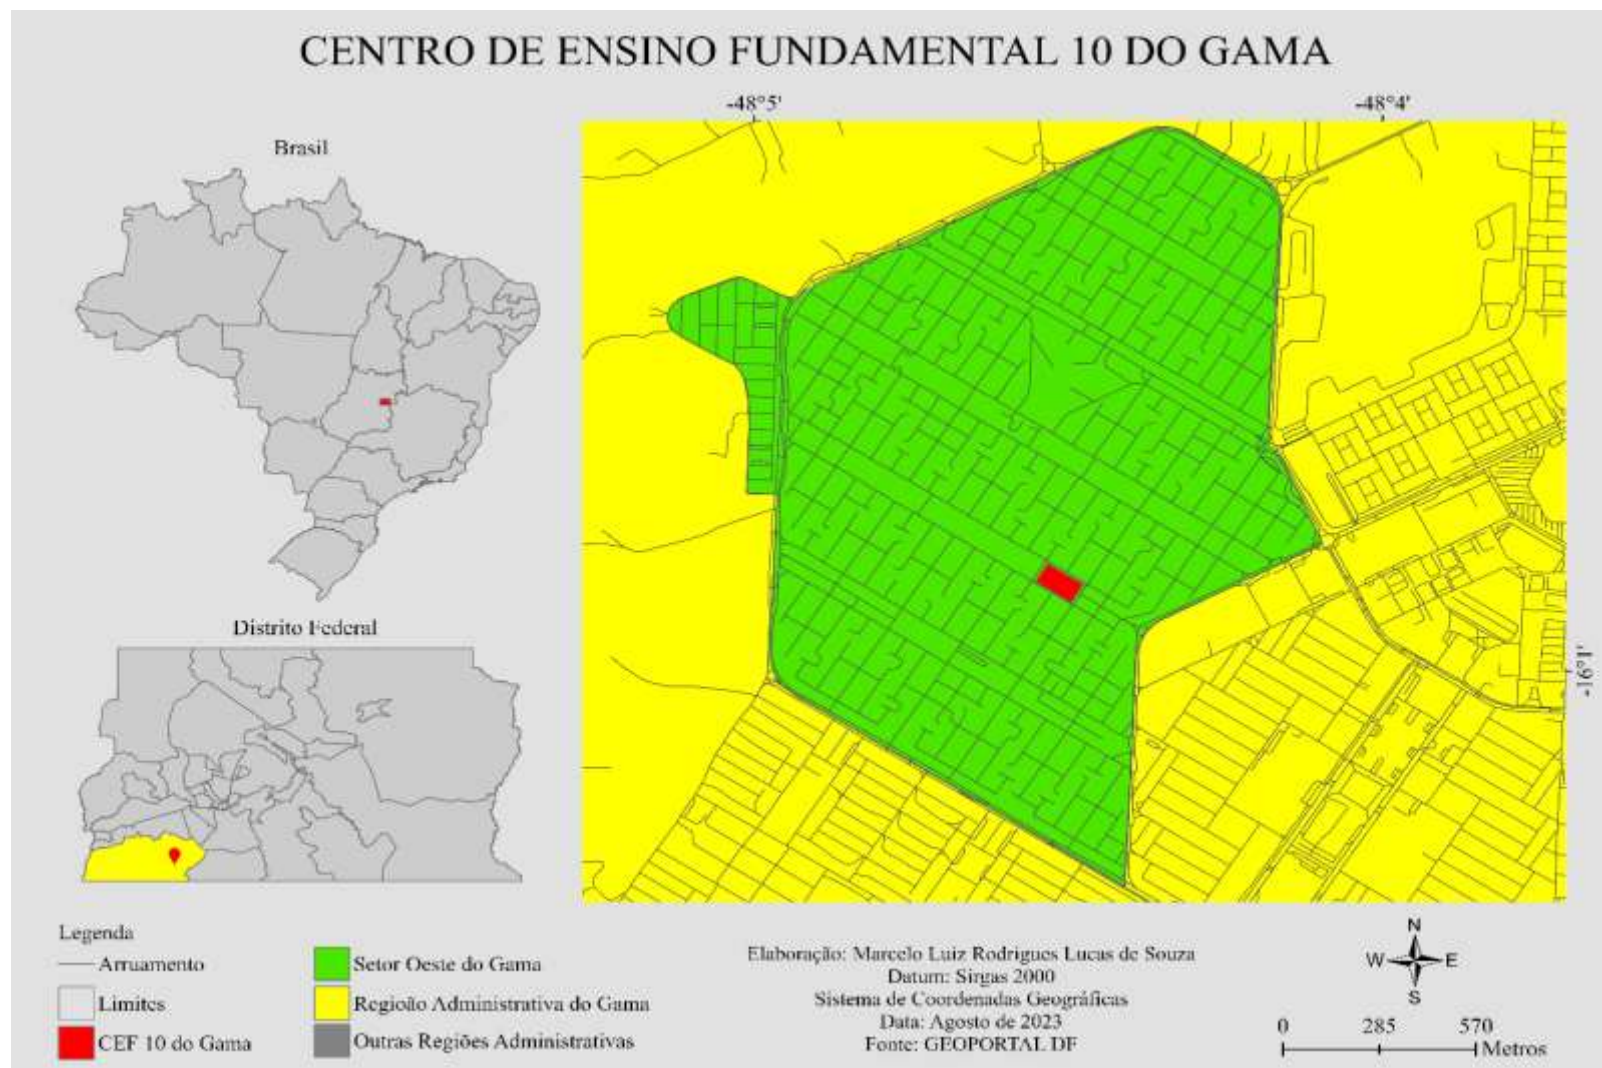 CENTRO DE ENSINO FUNDAMENTAL 10 DO GAMA
-48°5'
-48°4'
Brasil
Distrito Federal
-16°1'
Legenda
Arruamento
Limites
CEF 10 do Gama
Setor Oeste do Gama
Regioão Administrativa do Gama
Outras Regiões Administrativas
Elaboração: Marcelo Luiz Rodrigues Lucas de Souza
Datum: Sirgas 2000
Sistema de Coordenadas Geográficas
Data: Agosto de 2023
Fonte: GEOPORTAL DF
N
W E
S
0 285 570
Metros